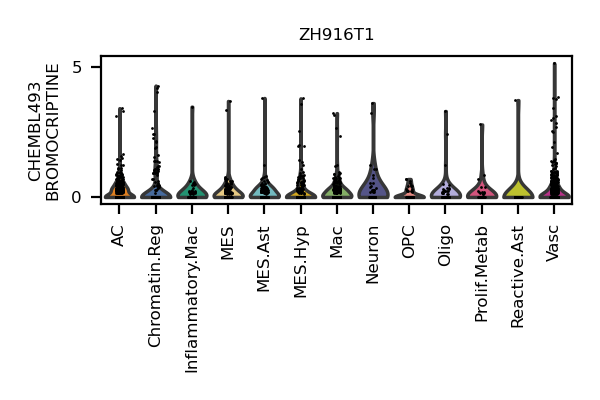 ZH916T1
CHEMBL493
BROMOCRIPTINE
5
0
AC
Chromatin.Reg
Inflammatory.Mac
MES
MES.Ast
MES.Hyp
Mac
Neuron
OPC
Oligo
Prolif.Metab
Reactive.Ast
Vasc